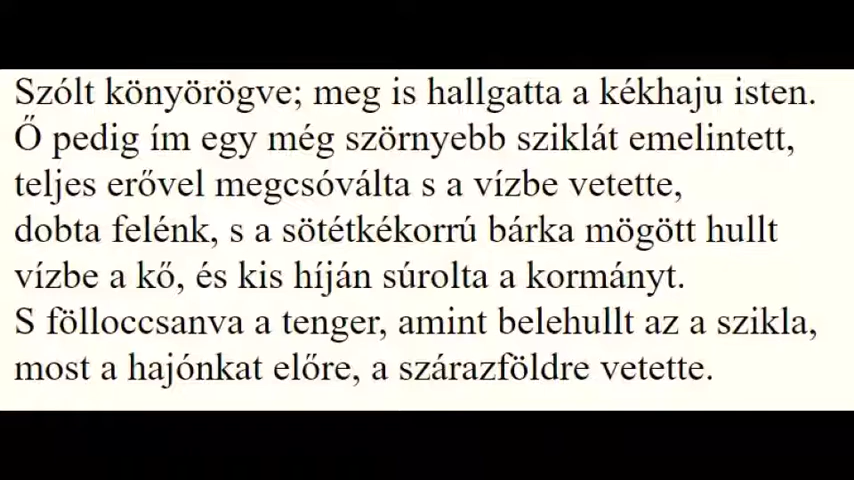 Szólt könyörögve; meg is hallgatta a kékhaju isten.
Ő pedig ím egy még szörnyebb sziklát emelintett,
teljes erővel megcsóválta s a vízbe vetette,
dobta felénk, s a sötétkékorrú bárka mögött hullt
vízbe a kő, és kis híján súrolta a kormányt.
S fölloccsanva a tenger, amint belehullt az a szikla,
most a hajónkat előre, a szárazföldre vetette.